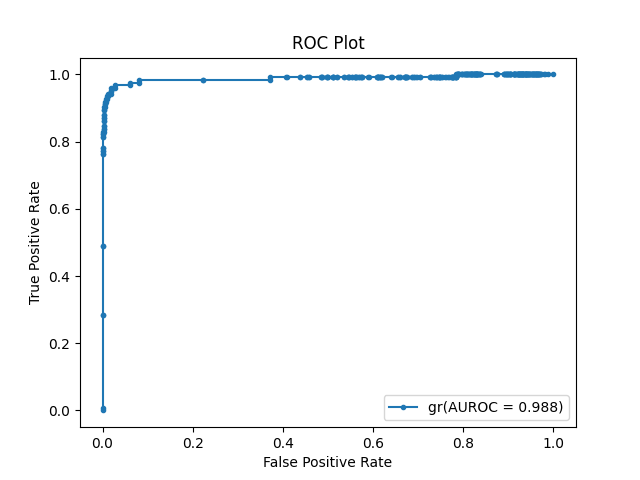 ROC Plot
True Positive Rate
1.0
0.8
0.6
0.4
0.2
0.0
0.0 0.2 0.4 0.6 0.8 1.0
False Positive Rate
gr(AUROC = 0.988)